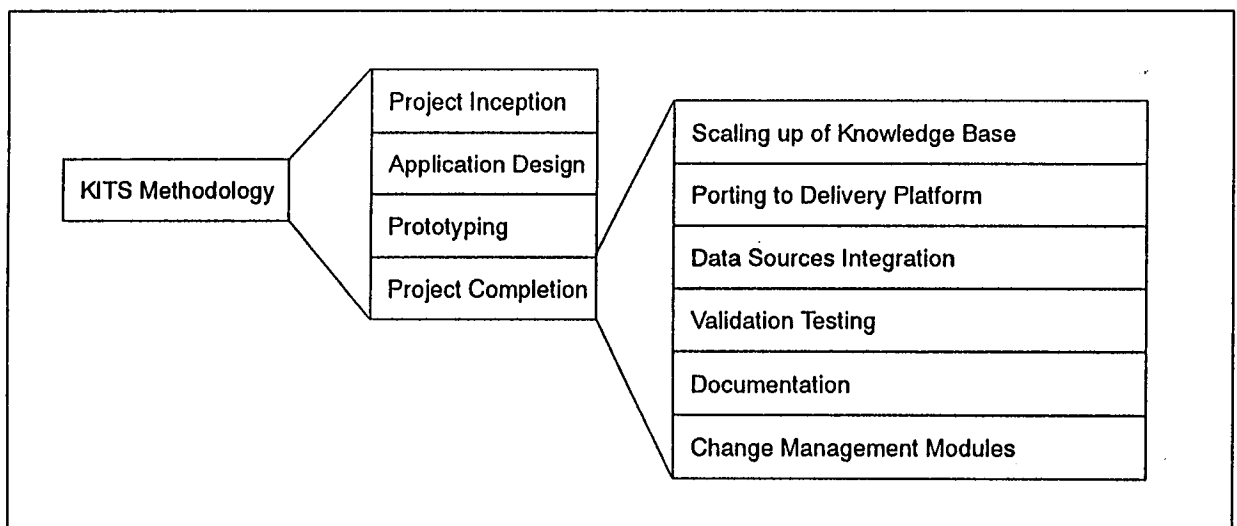 KITS Methodology
Project Inception
Application Design
Prototyping
Project Completion
Scaling up of Knowledge Base
Porting to Delivery Platform
Data Sources Integration
Validation Testing
Documentation
Change Management Modules